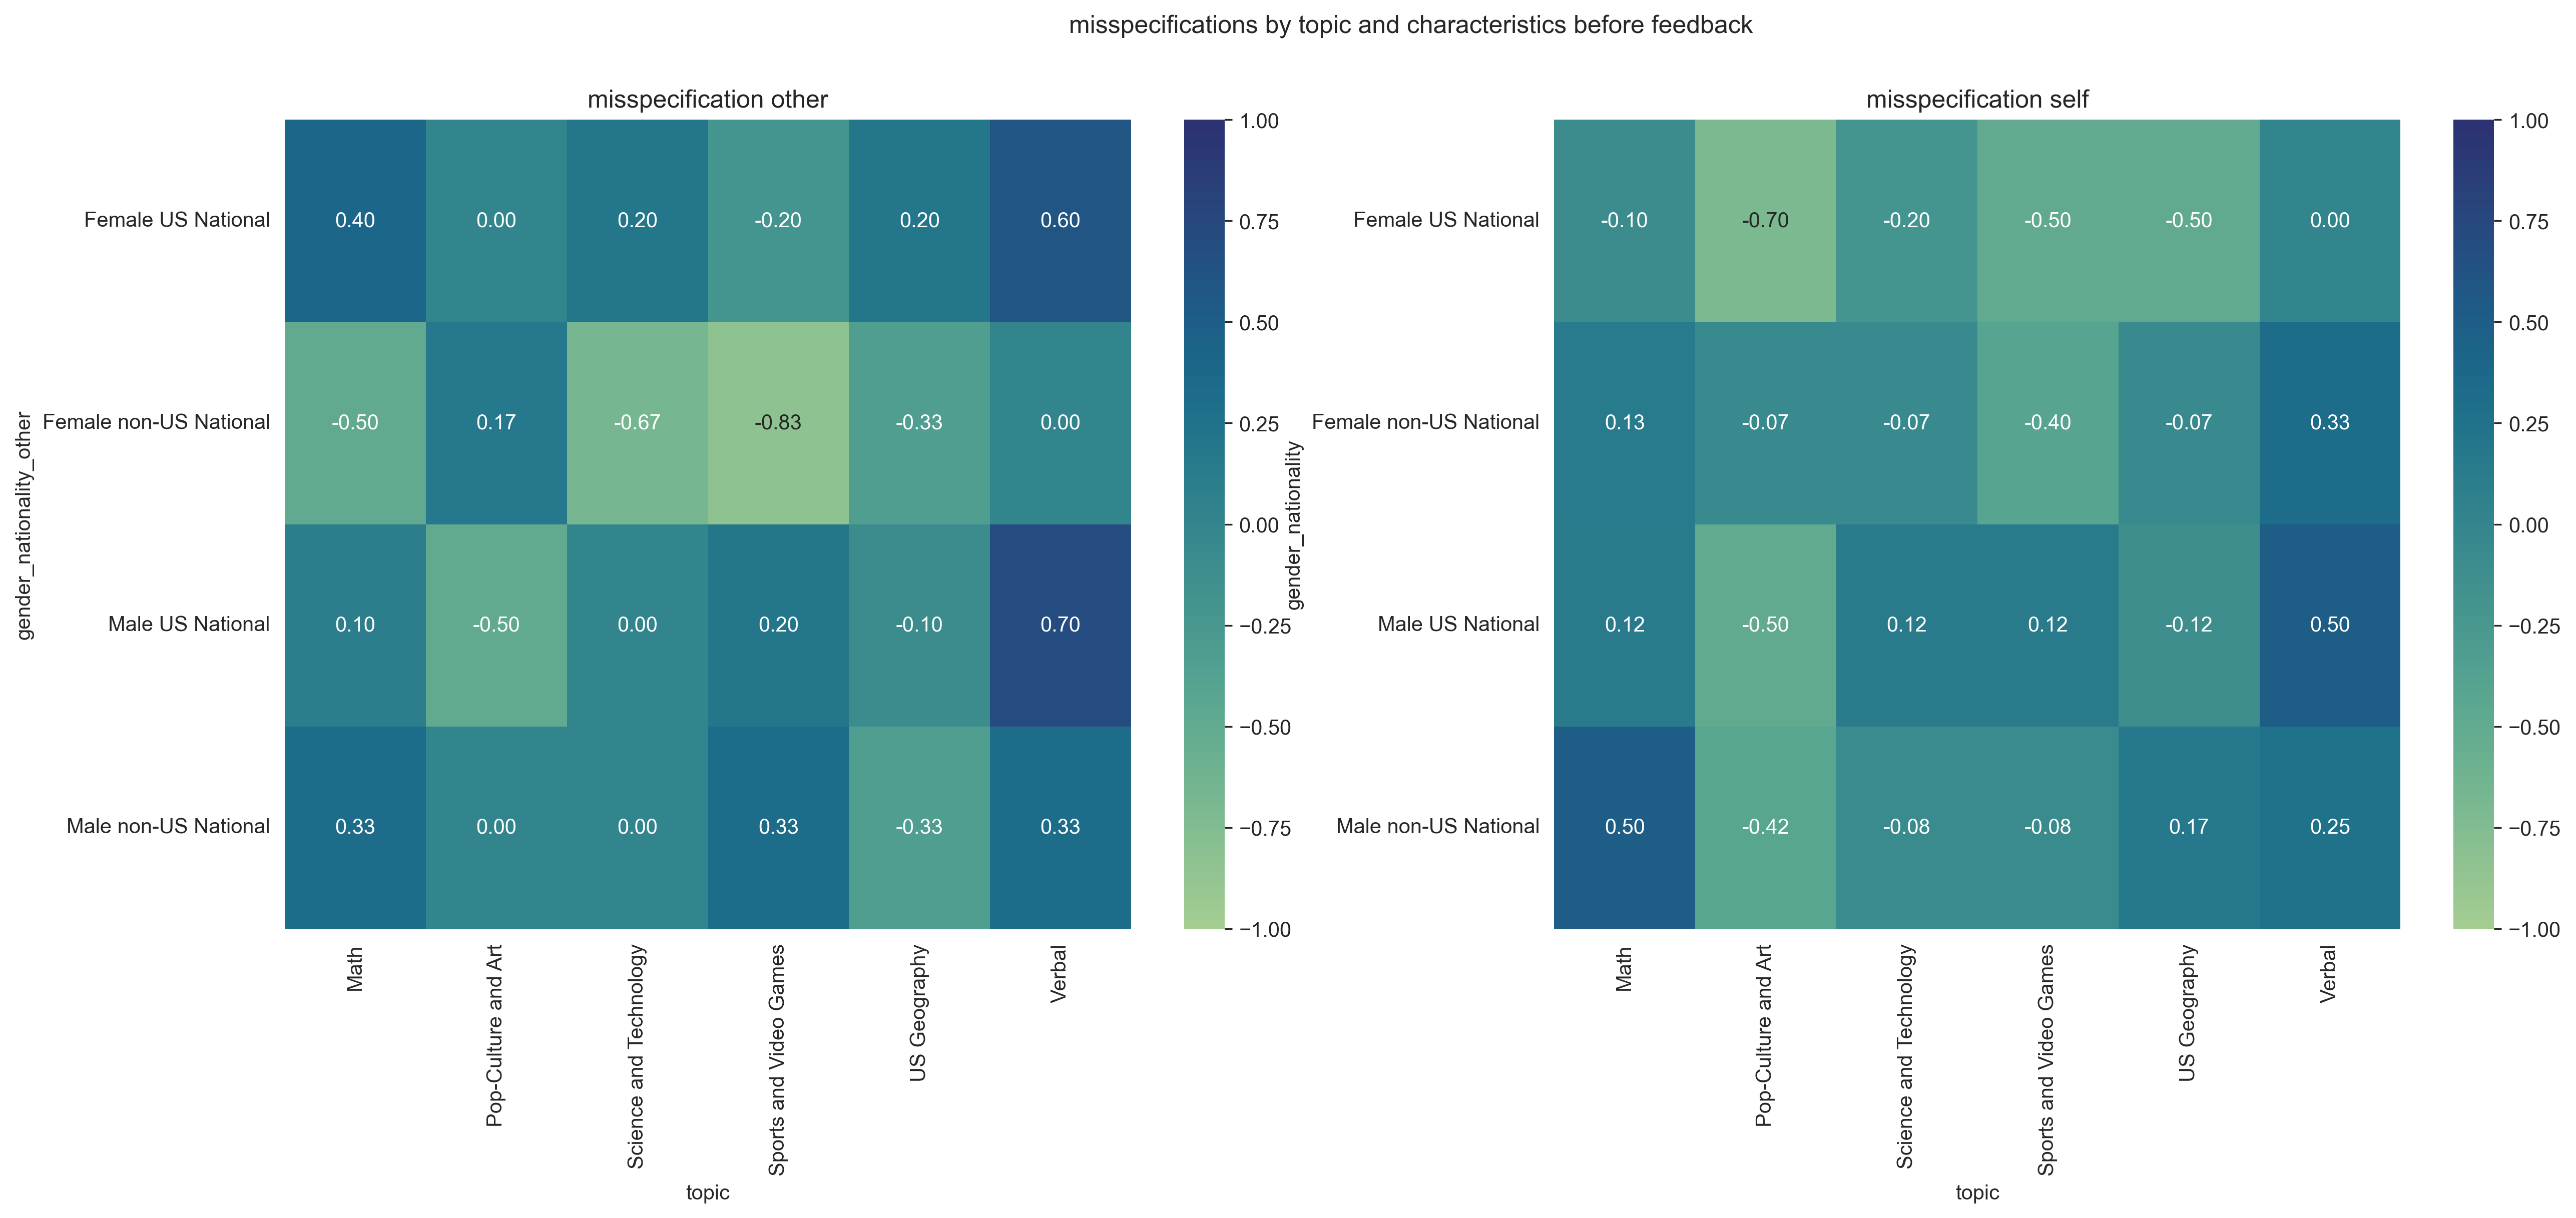 misspecifications by topic and characteristics before feedback
misspecification other
gender_nationality_other
Female US National 0.40 0.00 0.20 -0.20 0.20 0.60
Female non-US National -0.50 0.17 -0.67 -0.83 -0.33 0.00
Male US National 0.10 -0.50 0.00 0.20 -0.10 0.70
Male non-US National 0.33 0.00 0.00 0.33 -0.33 0.33
Math
Pop-Culture and Art
Science and Technology
Sports and Video Games
US Geography
Verbal
topic
1.00
0.75
0.50
0.25
0.00
−0.25
−0.50
−0.75
−1.00
misspecification self
gender_nationality
Female US National -0.10 -0.70 -0.20 -0.50 -0.50 0.00
Female non-US National 0.13 -0.07 -0.07 -0.40 -0.07 0.33
Male US National 0.12 -0.50 0.12 0.12 -0.12 0.50
Male non-US National 0.50 -0.42 -0.08 -0.08 0.17 0.25
Math
Pop-Culture and Art
Science and Technology
Sports and Video Games
US Geography
Verbal
topic
1.00
0.75
0.50
0.25
0.00
−0.25
−0.50
−0.75
−1.00